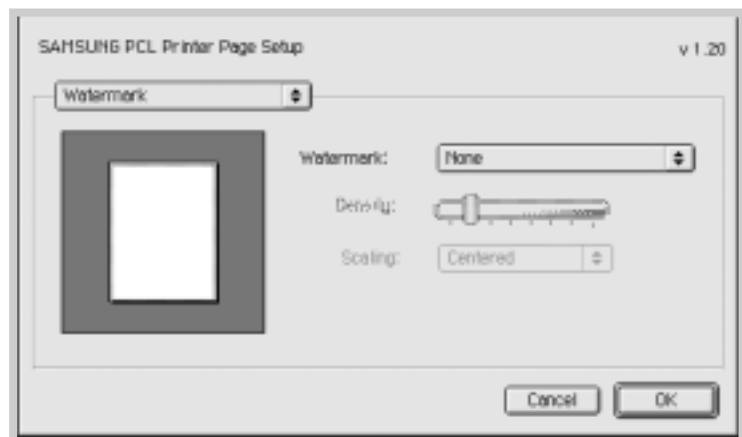 SAMSUNG PCL Printer Page Setup
v 1.20
Watermark
Watermark: None
Density:
Scaling: Centered
Cancel OK